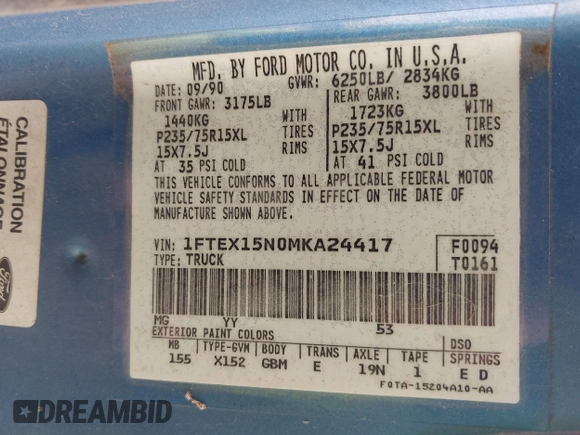 MFD. BY FORD MOTOR CO. IN U.S.A.
DATE: 09/90 GVWR: 6250LB/ 2834KG
FRONT GAWR: 3175LB REAR GAWR: 3800LB
1440KG WITH 1723KG WITH
P235/75R15XL TIRES P235/75R15XL TIRES
15X7.5J RIMS 15X7.5J RIMS
AT 35 PSI COLD AT 41 PSI COLD
THIS VEHICLE CONFORMS TO ALL APPLICABLE FEDERAL MOTOR
VEHICLE SAFETY STANDARDS IN EFFECT ON THE DATE OF
MANUFACTURE SHOWN ABOVE.
VIN: 1FTEX15N0MKA24417 F0094
TYPE: TRUCK T0161
MG YY 53
EXTERIOR PAINT COLORS DSO
WB TYPE-GVW BODY TRANS AXLE TAPE SPRINGS
155 X152 GBM E 19N 1 E D
F0TA-15204A10-AA
CALIBRATION
ÉTALONNAGE
Ford
DREAMBID